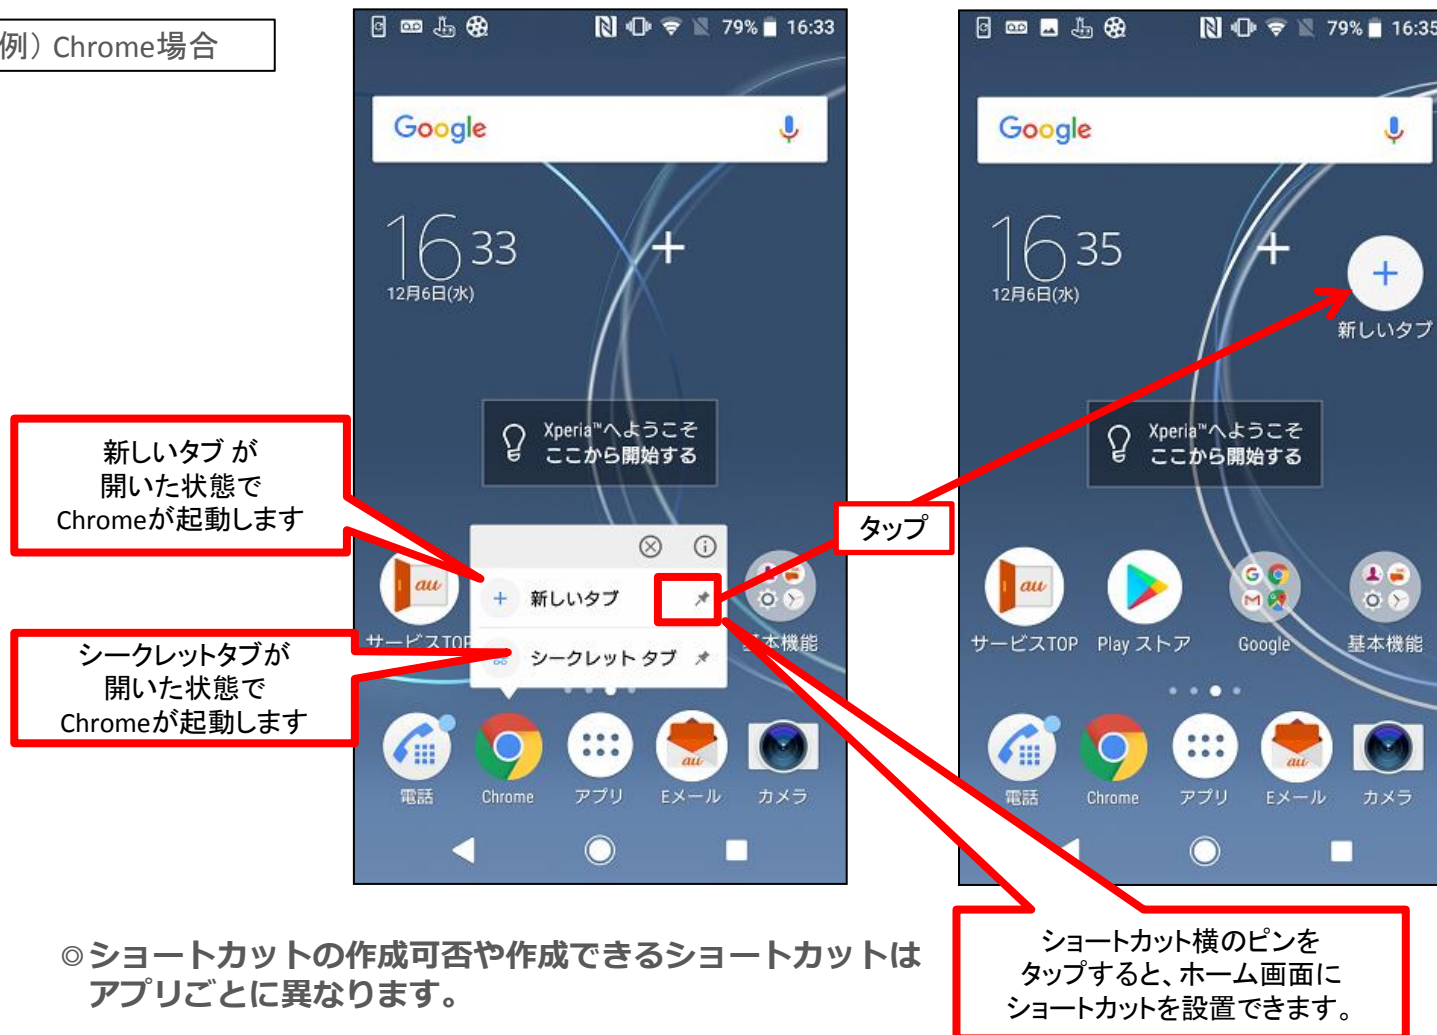 例）Chrome場合
79% 16:33
Google
16 33
12月6日(水)
Xperia™へようこそ
ここから開始する
新しいタブ
シークレット タブ
au
サービスTOP
基本機能
電話
Chrome
アプリ
au
Eメール
カメラ
79% 16:35
Google
16 35
12月6日(水)
新しいタブ
Xperia™へようこそ
ここから開始する
au
サービスTOP
Play ストア
Google
基本機能
電話
Chrome
アプリ
au
Eメール
カメラ
新しいタブ が
開いた状態で
Chromeが起動します
シークレットタブが
開いた状態で
Chromeが起動します
タップ
ショートカット横のピンを
タップすると、ホーム画面に
ショートカットを設置できます。
◎ショートカットの作成可否や作成できるショートカットは
アプリごとに異なります。